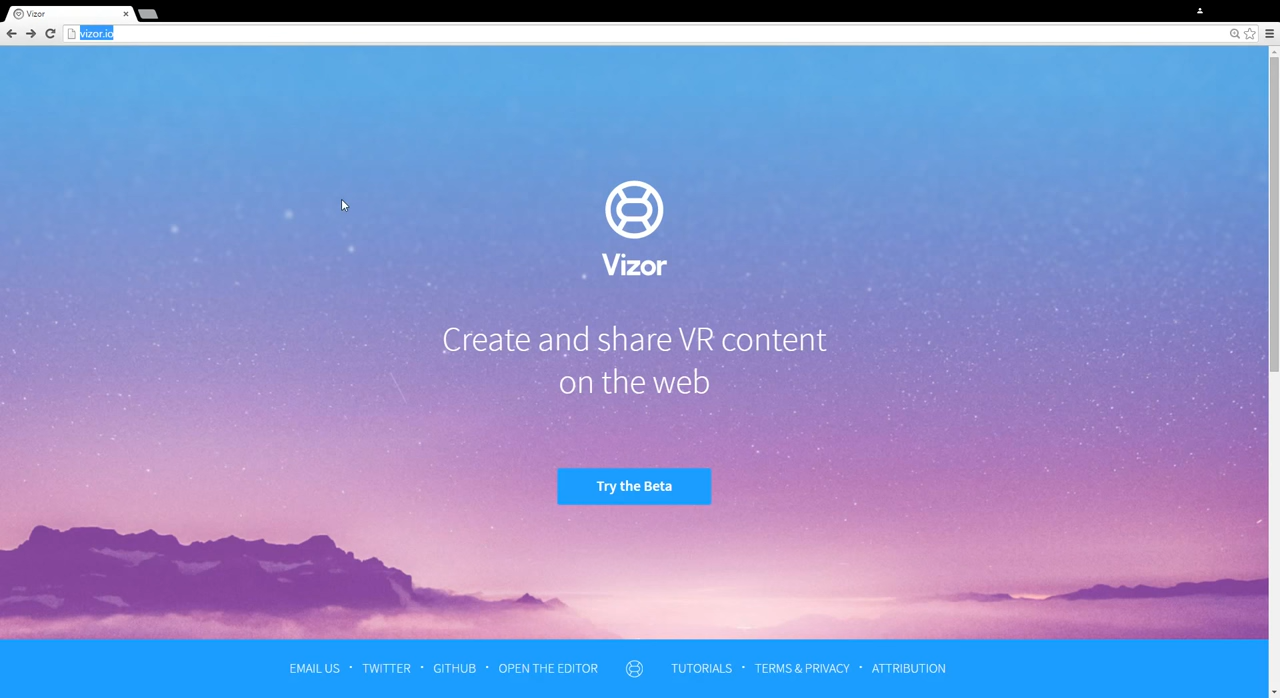 Vizor
vizor.io
Vizor
Create and share VR content
on the web
Try the Beta
EMAIL US · TWITTER · GITHUB · OPEN THE EDITOR TUTORIALS · TERMS & PRIVACY · ATTRIBUTION